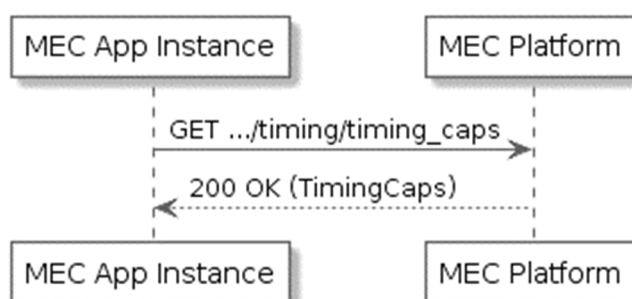 MEC App Instance
MEC Platform
GET .../timing/timing_caps
200 OK (TimingCaps)
MEC App Instance
MEC Platform